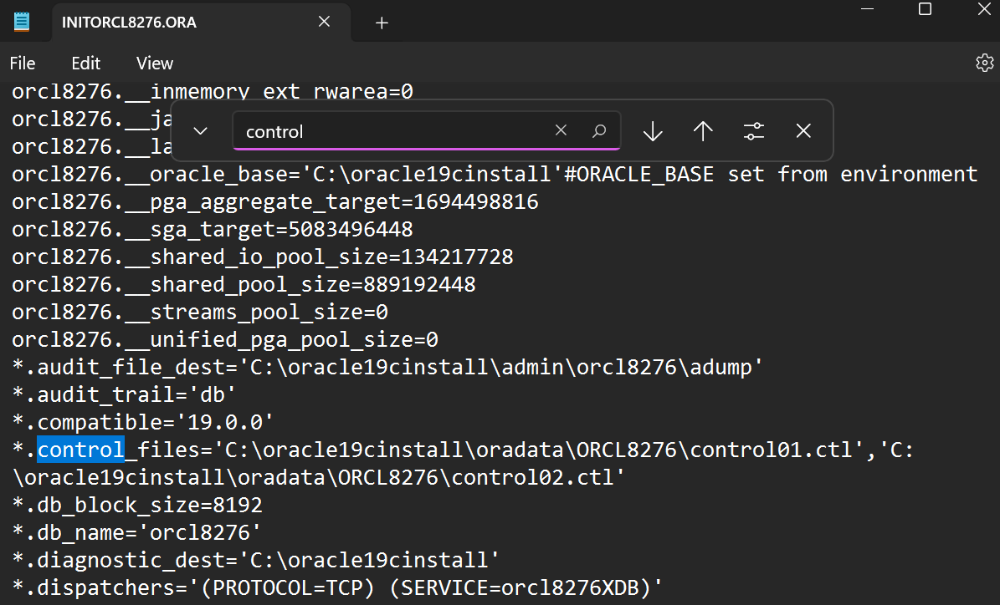 INITORCL8276.ORA
File Edit View
orcl8276.__inmemory_ext_rwarea=0
orcl8276.__ja
control
orcl8276.__la
orcl8276.__oracle_base='C:\oracle19cinstall'#ORACLE_BASE set from environment
orcl8276.__pga_aggregate_target=1694498816
orcl8276.__sga_target=5083496448
orcl8276.__shared_io_pool_size=134217728
orcl8276.__shared_pool_size=889192448
orcl8276.__streams_pool_size=0
orcl8276.__unified_pga_pool_size=0
*.audit_file_dest='C:\oracle19cinstall\admin\orcl8276\adump'
*.audit_trail='db'
*.compatible='19.0.0'
*.control_files='C:\oracle19cinstall\oradata\ORCL8276\control01.ctl','C:
\oracle19cinstall\oradata\ORCL8276\control02.ctl'
*.db_block_size=8192
*.db_name='orcl8276'
*.diagnostic_dest='C:\oracle19cinstall'
*.dispatchers='(PROTOCOL=TCP) (SERVICE=orcl8276XDB)'